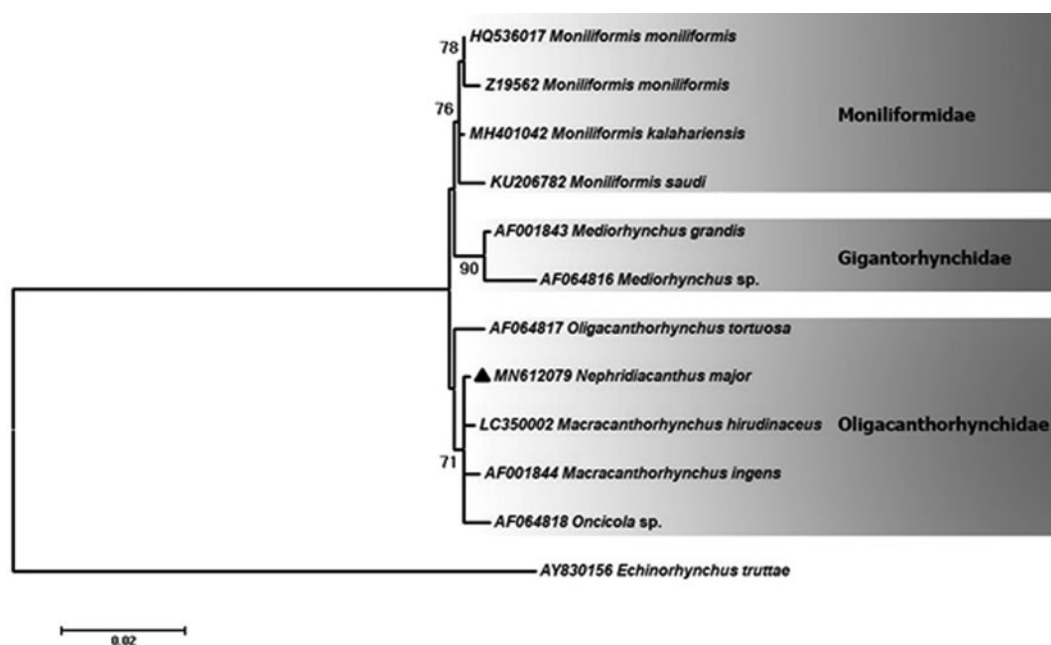 78
HQ536017 Moniliformis moniliformis
Z19562 Moniliformis moniliformis
76
MH401042 Moniliformis kalahariensis
KU206782 Moniliformis saudi
Moniliformidae
AF001843 Mediorhynchus grandis
90
AF064816 Mediorhynchus sp.
Gigantorhynchidae
AF064817 Oligacanthorhynchus tortuosa
MN612079 Nephridiacanthus major
LC350002 Macracanthorhynchus hirudinaceus
Oligacanthorhynchidae
71
AF001844 Macracanthorhynchus ingens
AF064818 Oncicola sp.
AY830156 Echinorhynchus truttae
0.02